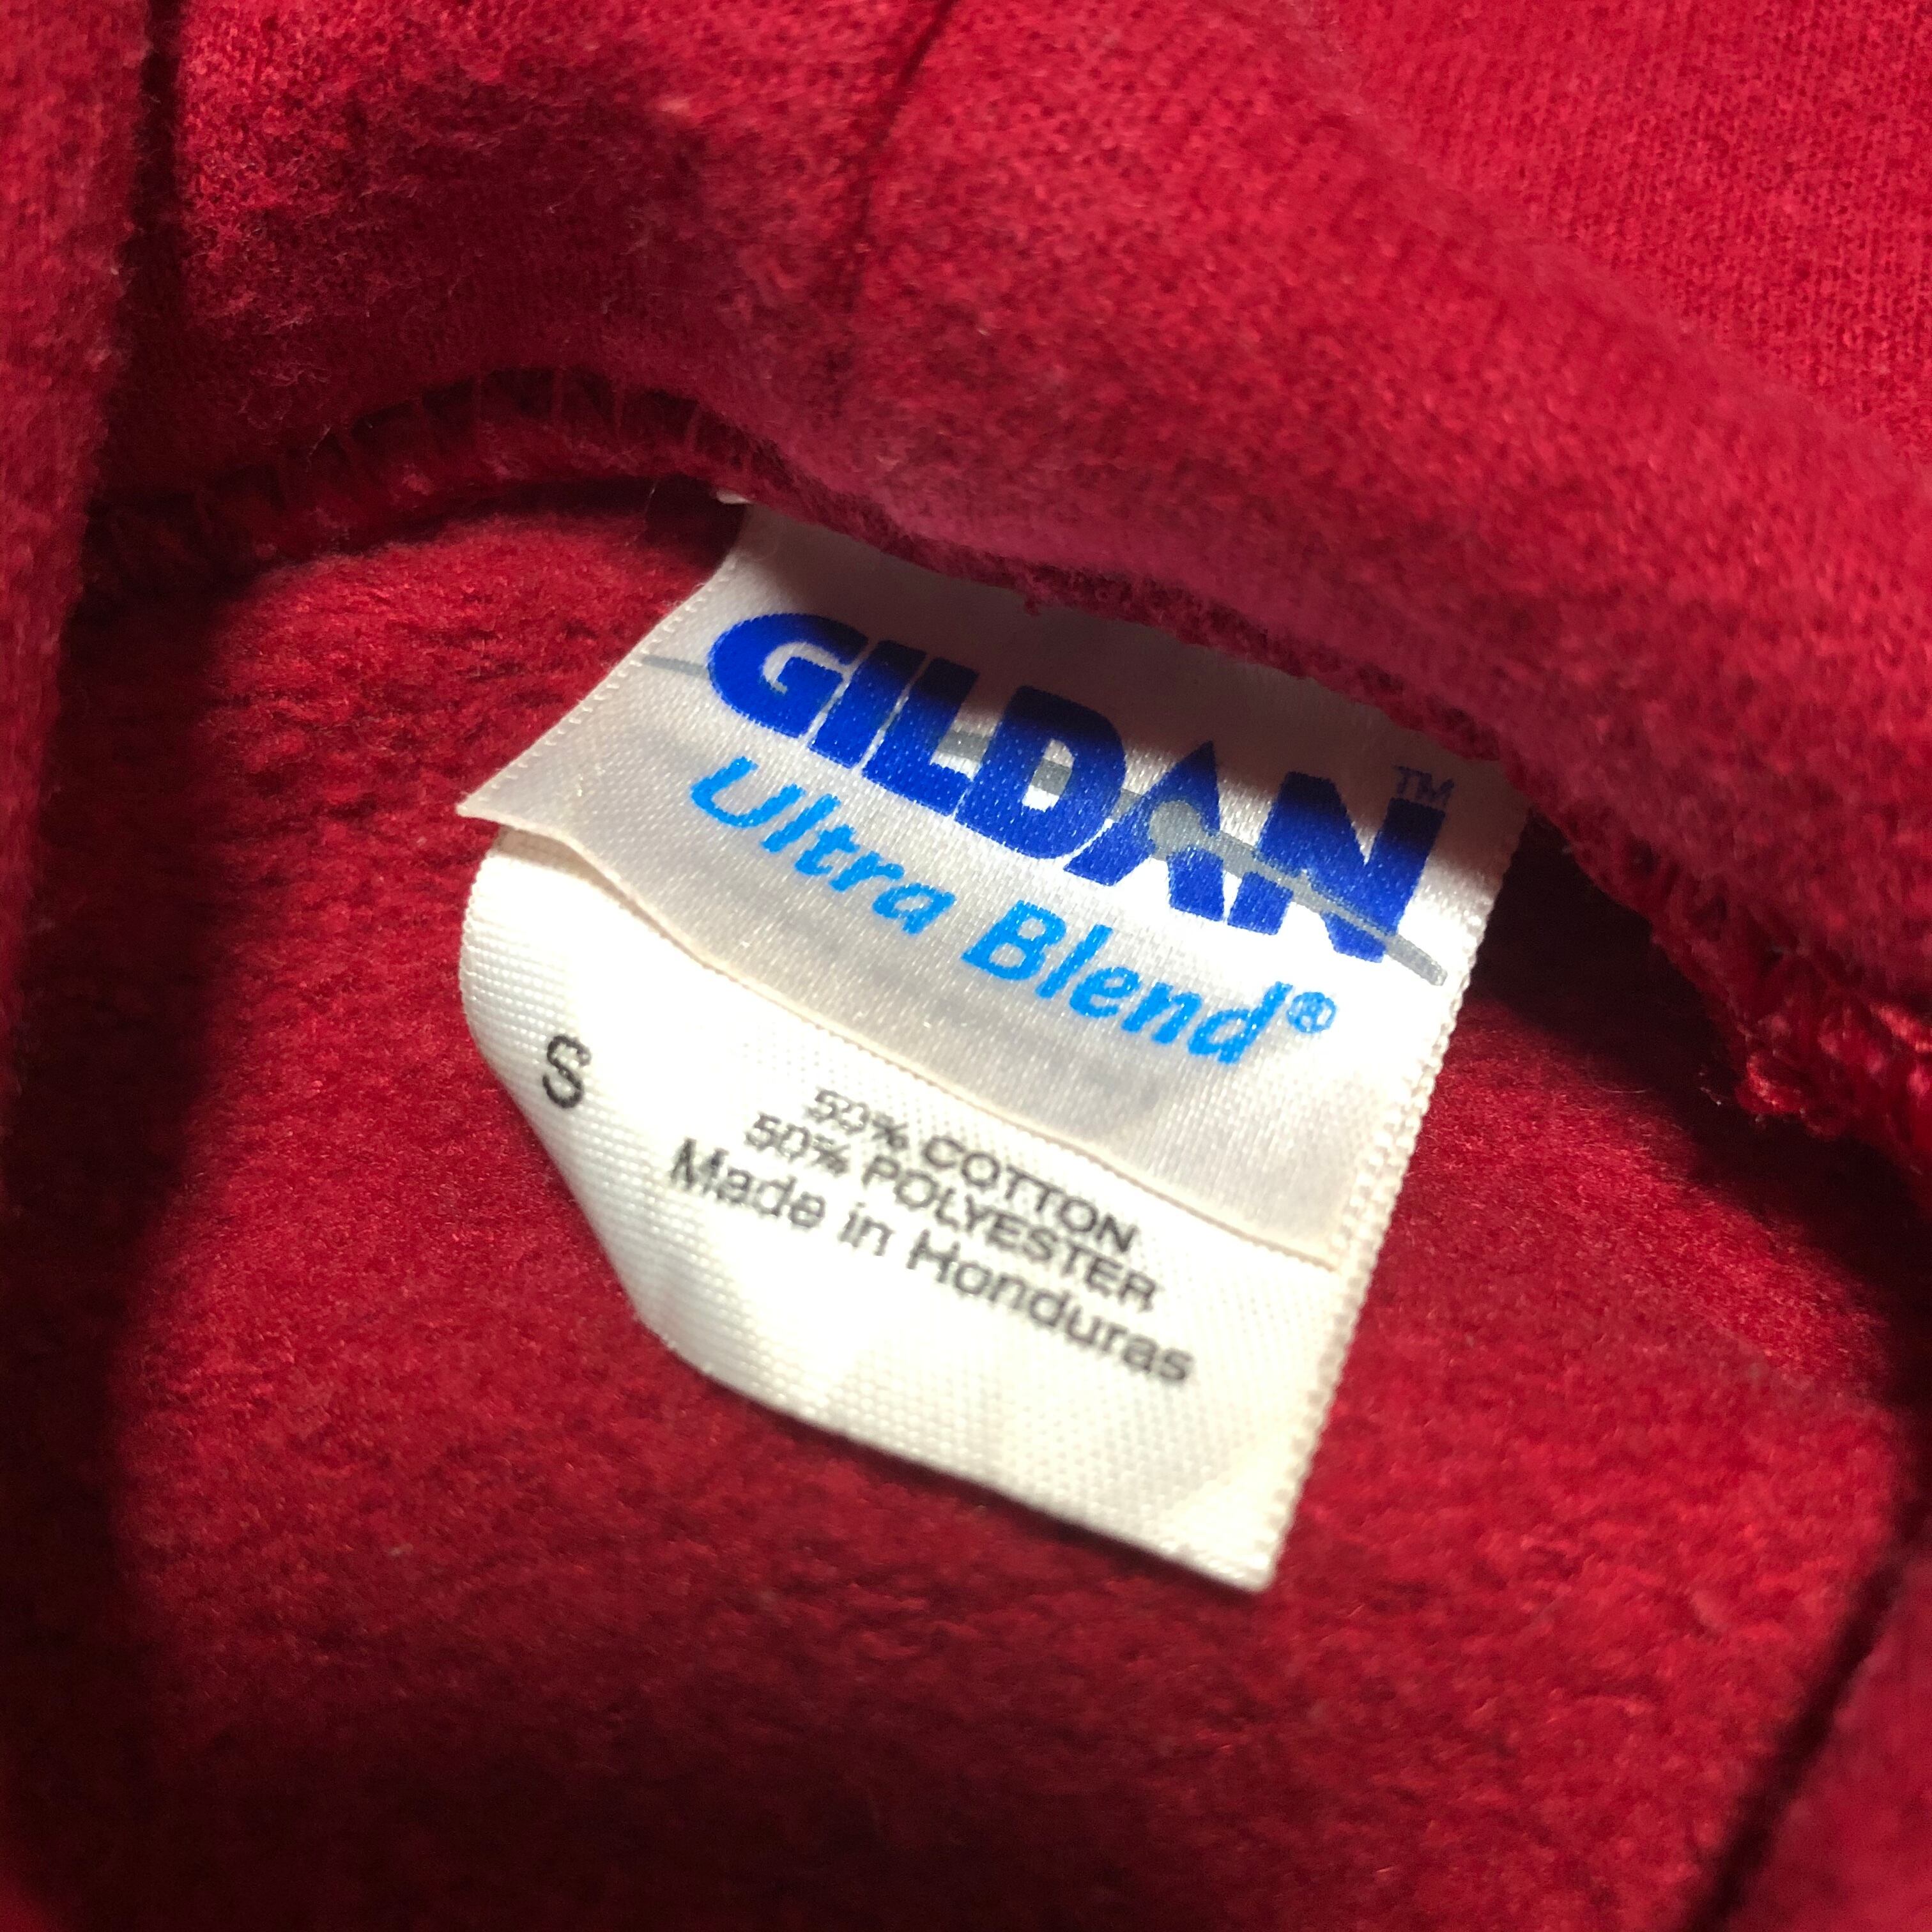 GILDAN™
Ultra Blend®
S
50% COTTON
50% POLYESTER
Made in Honduras